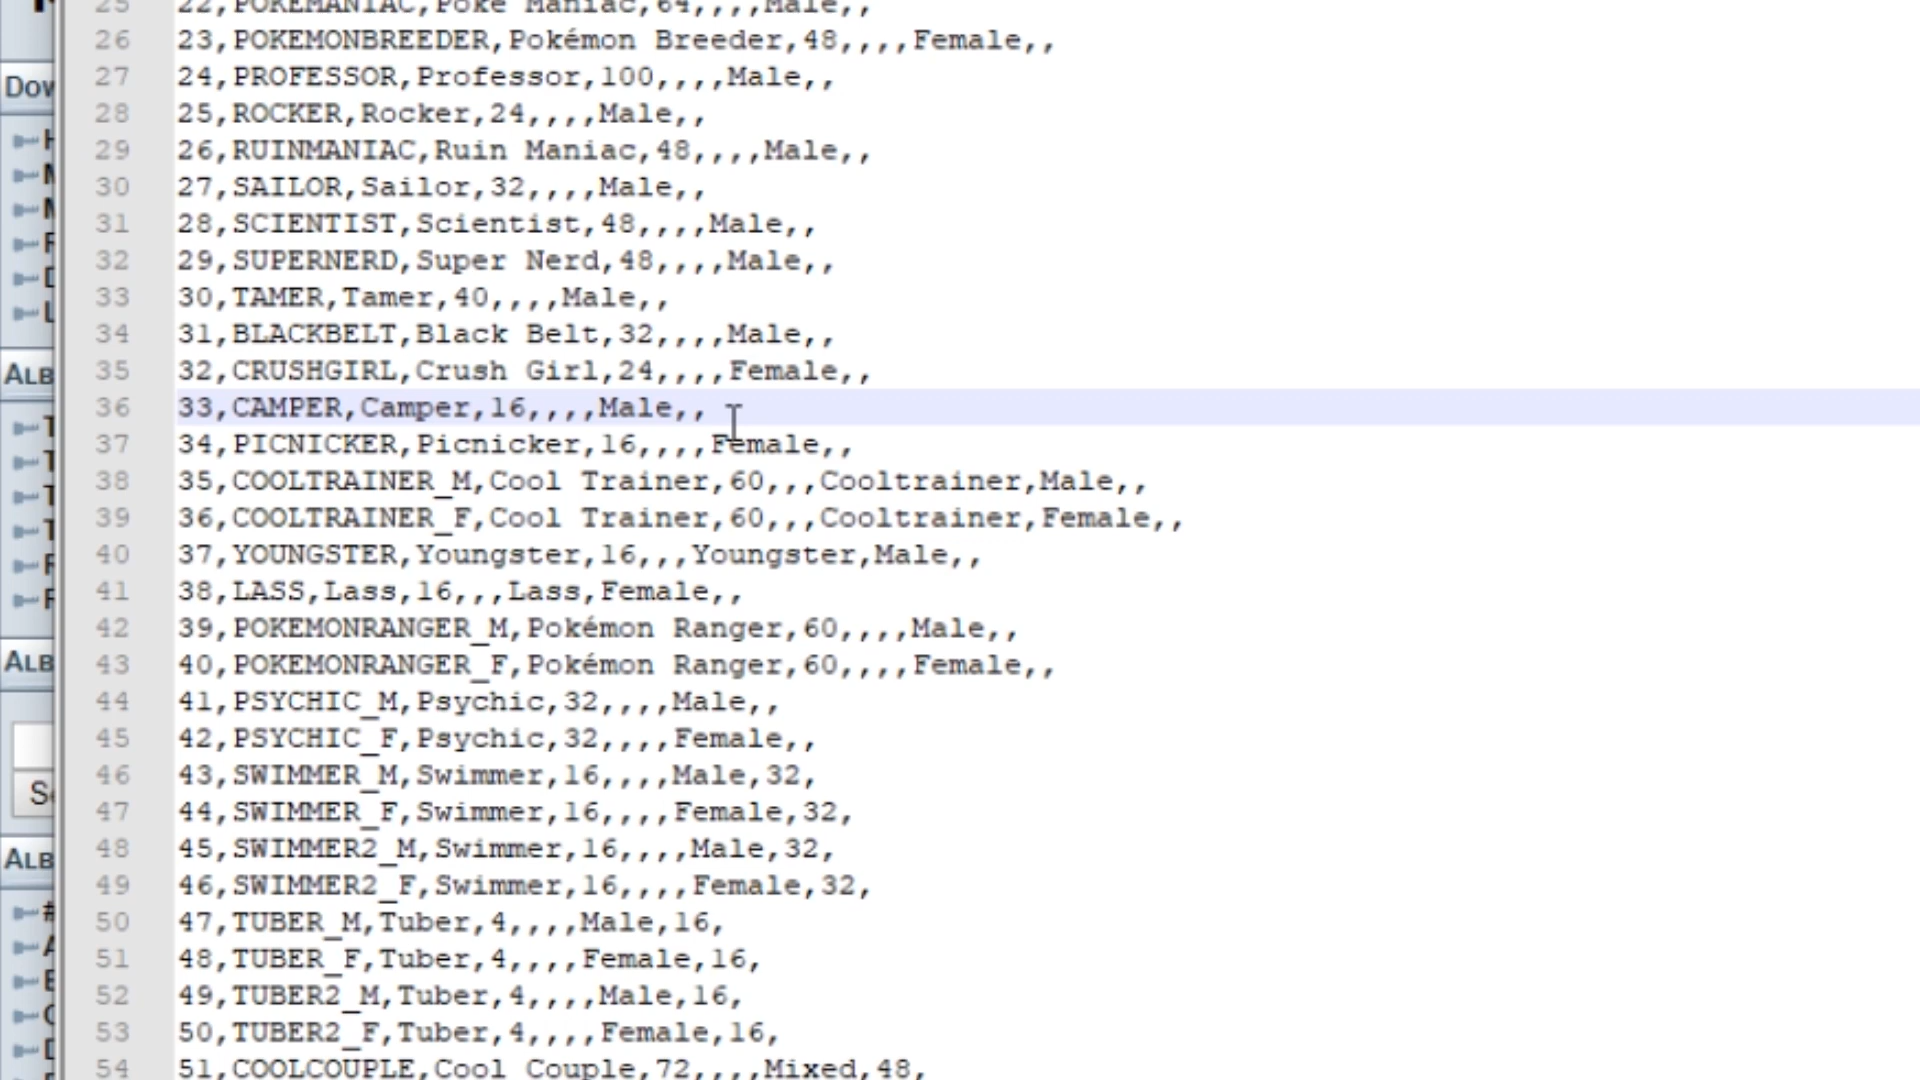 25 22,POKEMANIAC,Poké Maniac,64,,,,Male,,
26 23,POKEMONBREEDER,Pokémon Breeder,48,,,,Female,,
27 24,PROFESSOR,Professor,100,,,,Male,,
28 25,ROCKER,Rocker,24,,,,Male,,
29 26,RUINMANIAC,Ruin Maniac,48,,,,Male,,
30 27,SAILOR,Sailor,32,,,,Male,,
31 28,SCIENTIST,Scientist,48,,,,Male,,
32 29,SUPERNERD,Super Nerd,48,,,,Male,,
33 30,TAMER,Tamer,40,,,,Male,,
34 31,BLACKBELT,Black Belt,32,,,,Male,,
35 32,CRUSHGIRL,Crush Girl,24,,,,Female,,
36 33,CAMPER,Camper,16,,,,Male,,
37 34,PICNICKER,Picnicker,16,,,,Female,,
38 35,COOLTRAINER_M,Cool Trainer,60,,,Cooltrainer,Male,,
39 36,COOLTRAINER_F,Cool Trainer,60,,,Cooltrainer,Female,,
40 37,YOUNGSTER,Youngster,16,,,Youngster,Male,,
41 38,LASS,Lass,16,,,Lass,Female,,
42 39,POKEMONRANGER_M,Pokémon Ranger,60,,,,Male,,
43 40,POKEMONRANGER_F,Pokémon Ranger,60,,,,Female,,
44 41,PSYCHIC_M,Psychic,32,,,,Male,,
45 42,PSYCHIC_F,Psychic,32,,,,Female,,
46 43,SWIMMER_M,Swimmer,16,,,,Male,32,
47 44,SWIMMER_F,Swimmer,16,,,,Female,32,
48 45,SWIMMER2_M,Swimmer,16,,,,Male,32,
49 46,SWIMMER2_F,Swimmer,16,,,,Female,32,
50 47,TUBER_M,Tuber,4,,,,Male,16,
51 48,TUBER_F,Tuber,4,,,,Female,16,
52 49,TUBER2_M,Tuber,4,,,,Male,16,
53 50,TUBER2_F,Tuber,4,,,,Female,16,
54 51,COOLCOUPLE,Cool Couple,72,,,,Mixed,48,